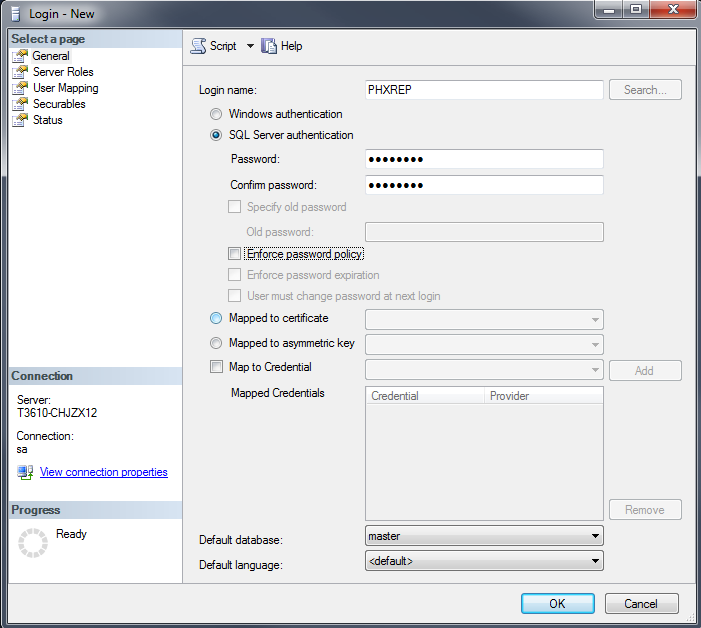 Login - New
Select a page
General
Server Roles
User Mapping
Securables
Status
Script
Help
Login name:
PHXREP
Search...
Windows authentication
SQL Server authentication
Password:
●●●●●●●●
Confirm password:
●●●●●●●●
Specify old password
Old password:
Enforce password policy
Enforce password expiration
User must change password at next login
Mapped to certificate
Mapped to asymmetric key
Map to Credential
Add
Mapped Credentials
Credential
Provider
Remove
Default database:
master
Default language:
<default>
Connection
Server:
T3610-CHJZX12
Connection:
sa
View connection properties
Progress
Ready
OK
Cancel